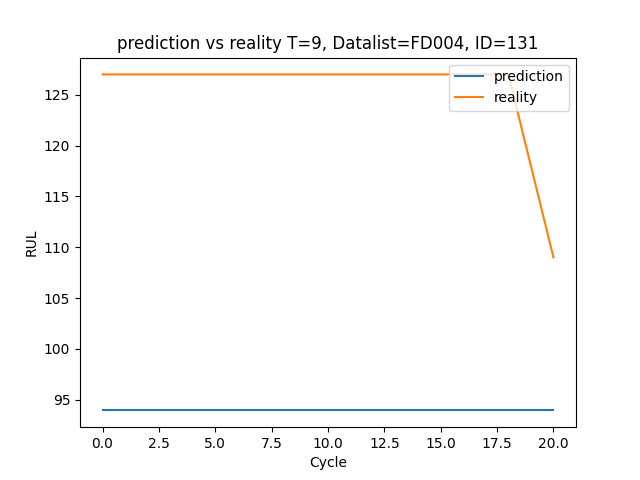 prediction vs reality T=9, Datalist=FD004, ID=131
prediction
reality
125
120
115
110
105
100
95
RUL
0.0 2.5 5.0 7.5 10.0 12.5 15.0 17.5 20.0
Cycle